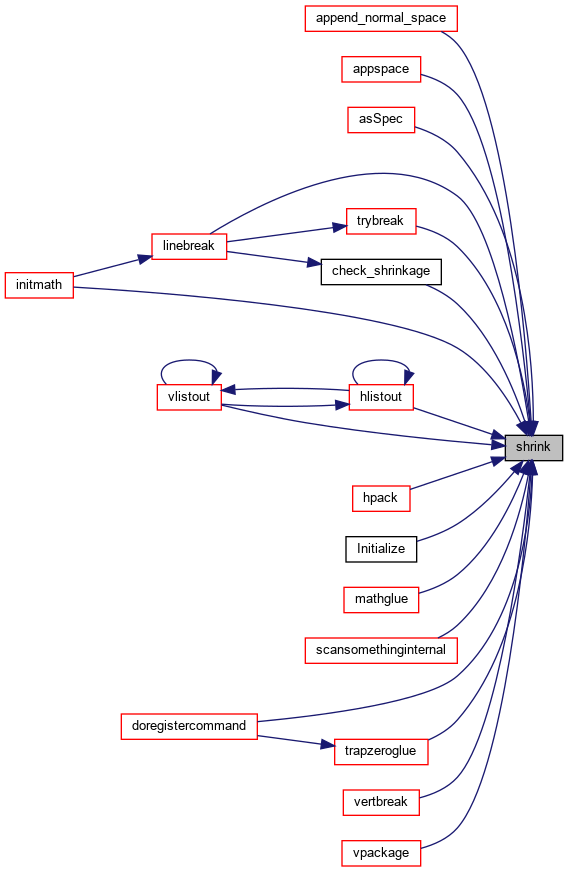 append_normal_space
appspace
asSpec
trybreak
linebreak
check_shrinkage
initmath
vlistout
hlistout
shrink
hpack
Initialize
mathglue
scansomethinginternal
doregistercommand
trapzeroglue
vertbreak
vpackage